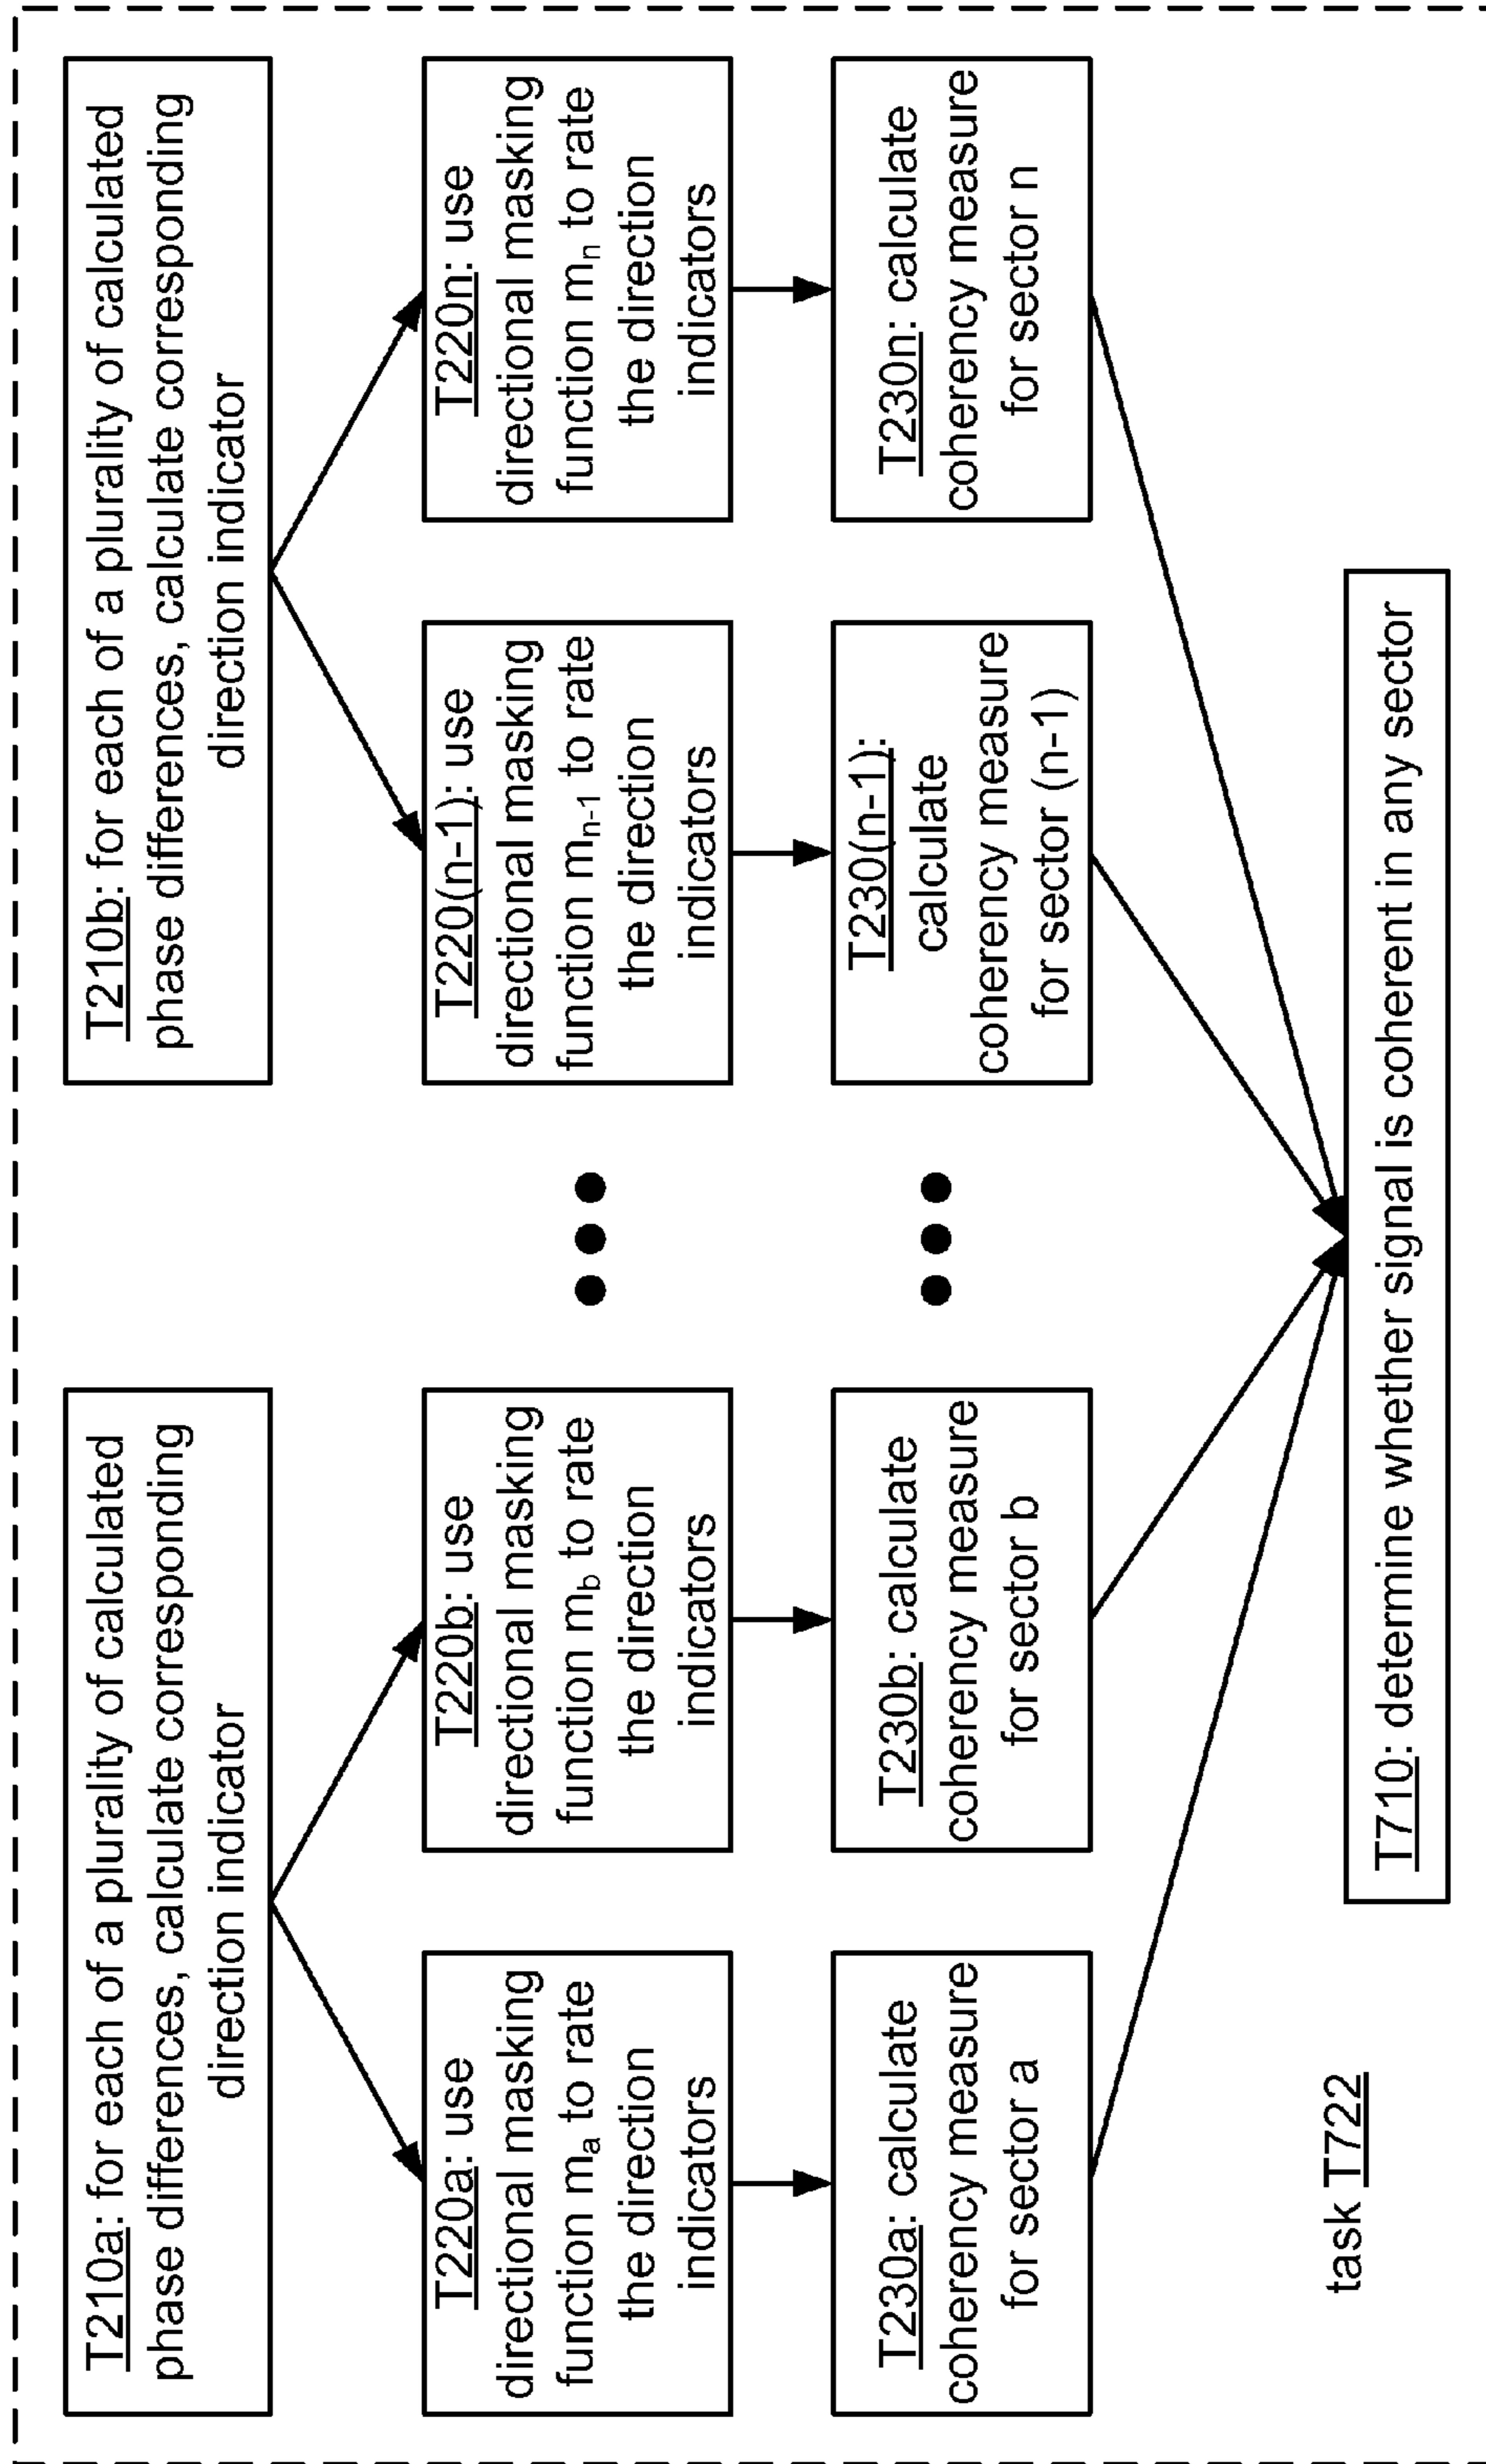 T210a: for each of a plurality of calculated
phase differences, calculate corresponding
direction indicator
T210b: for each of a plurality of calculated
phase differences, calculate corresponding
direction indicator
T220a: use
directional masking
function mₐ to rate
the direction
indicators
T220b: use
directional masking
function m_b to rate
the direction
indicators
T220(n-1): use
directional masking
function mₙ₋₁ to rate
the direction
indicators
T220n: use
directional masking
function mₙ to rate
the direction
indicators
T230a: calculate
coherency measure
for sector a
T230b: calculate
coherency measure
for sector b
T230(n-1):
calculate
coherency measure
for sector (n-1)
T230n: calculate
coherency measure
for sector n
T710: determine whether signal is coherent in any sector
task T722